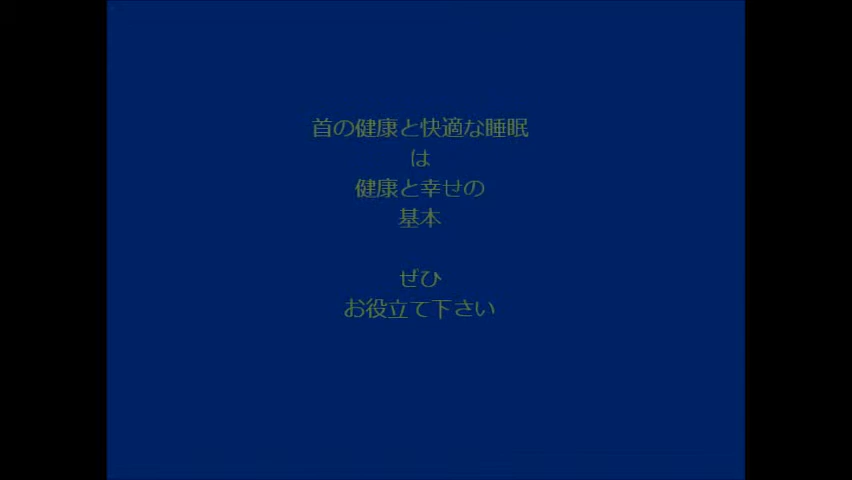 首の健康と快適な睡眠
は
健康と幸せの
基本
ぜひ
お役立て下さい